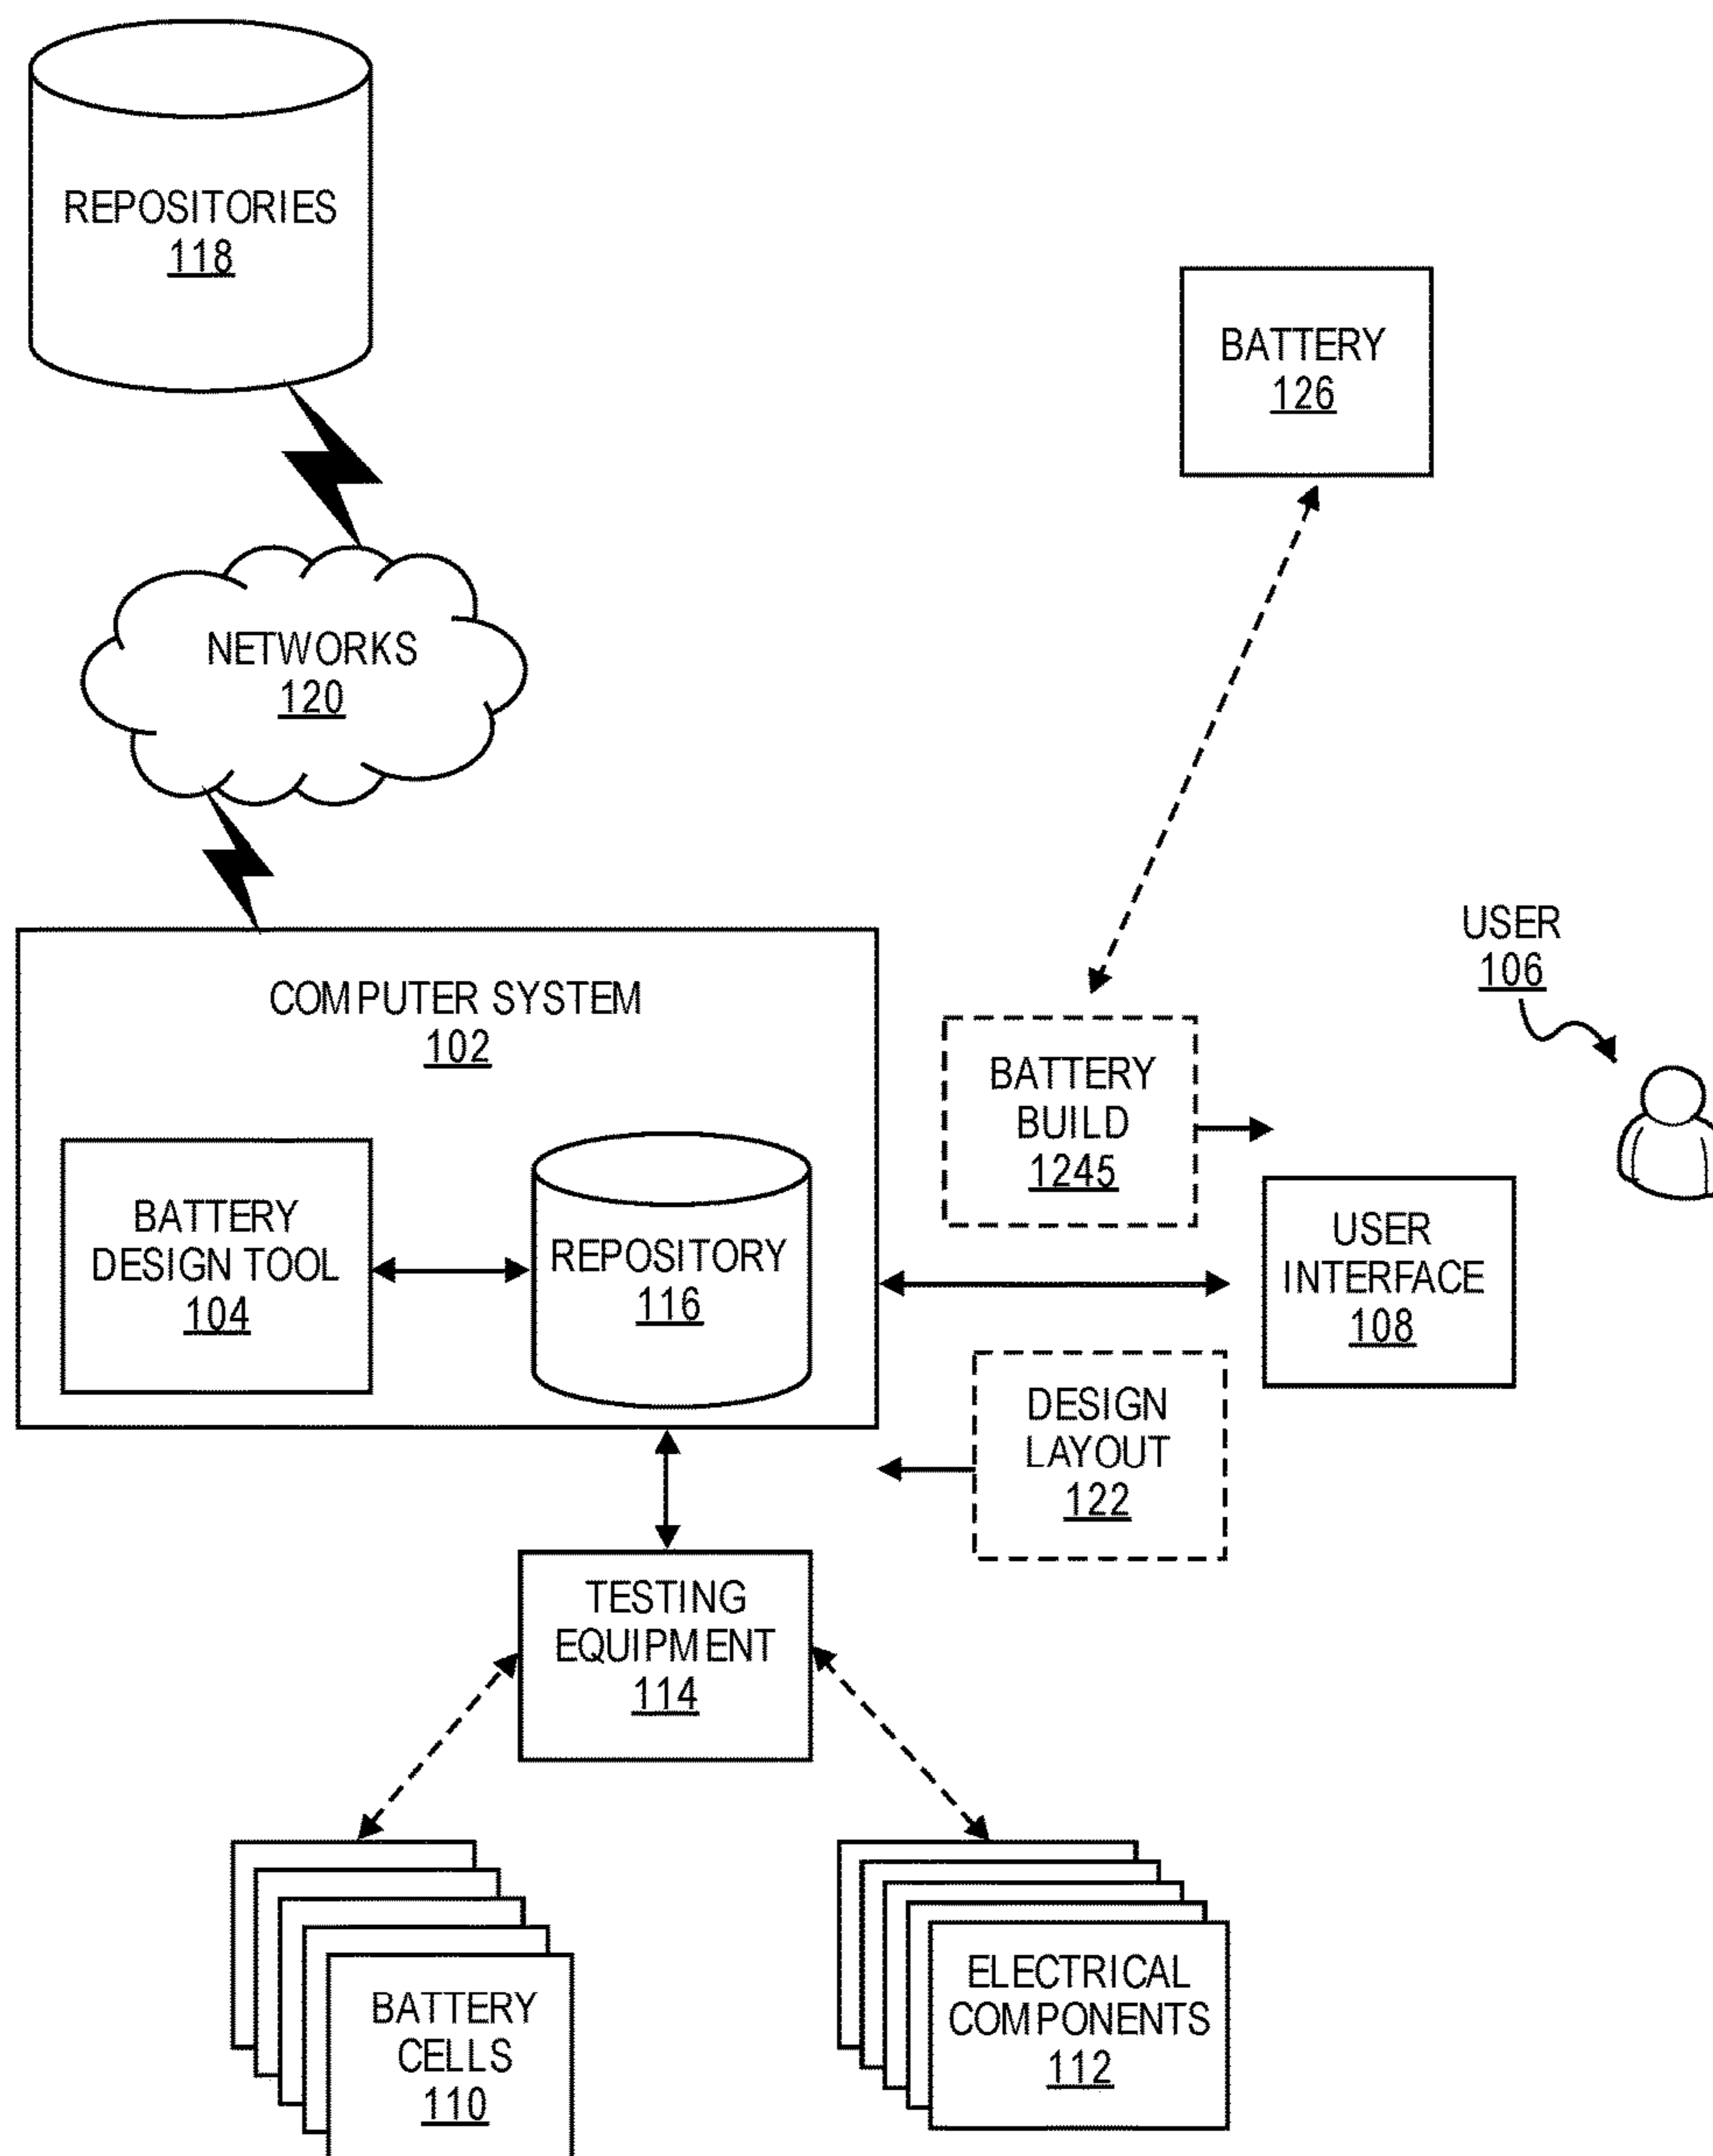 REPOSITORIES
118
BATTERY
126
NETWORKS
120
USER
106
COMPUTER SYSTEM
102
BATTERY
BUILD
1245
BATTERY
DESIGN TOOL
104
REPOSITORY
116
USER
INTERFACE
108
DESIGN
LAYOUT
122
TESTING
EQUIPMENT
114
BATTERY
CELLS
110
ELECTRICAL
COMPONENTS
112